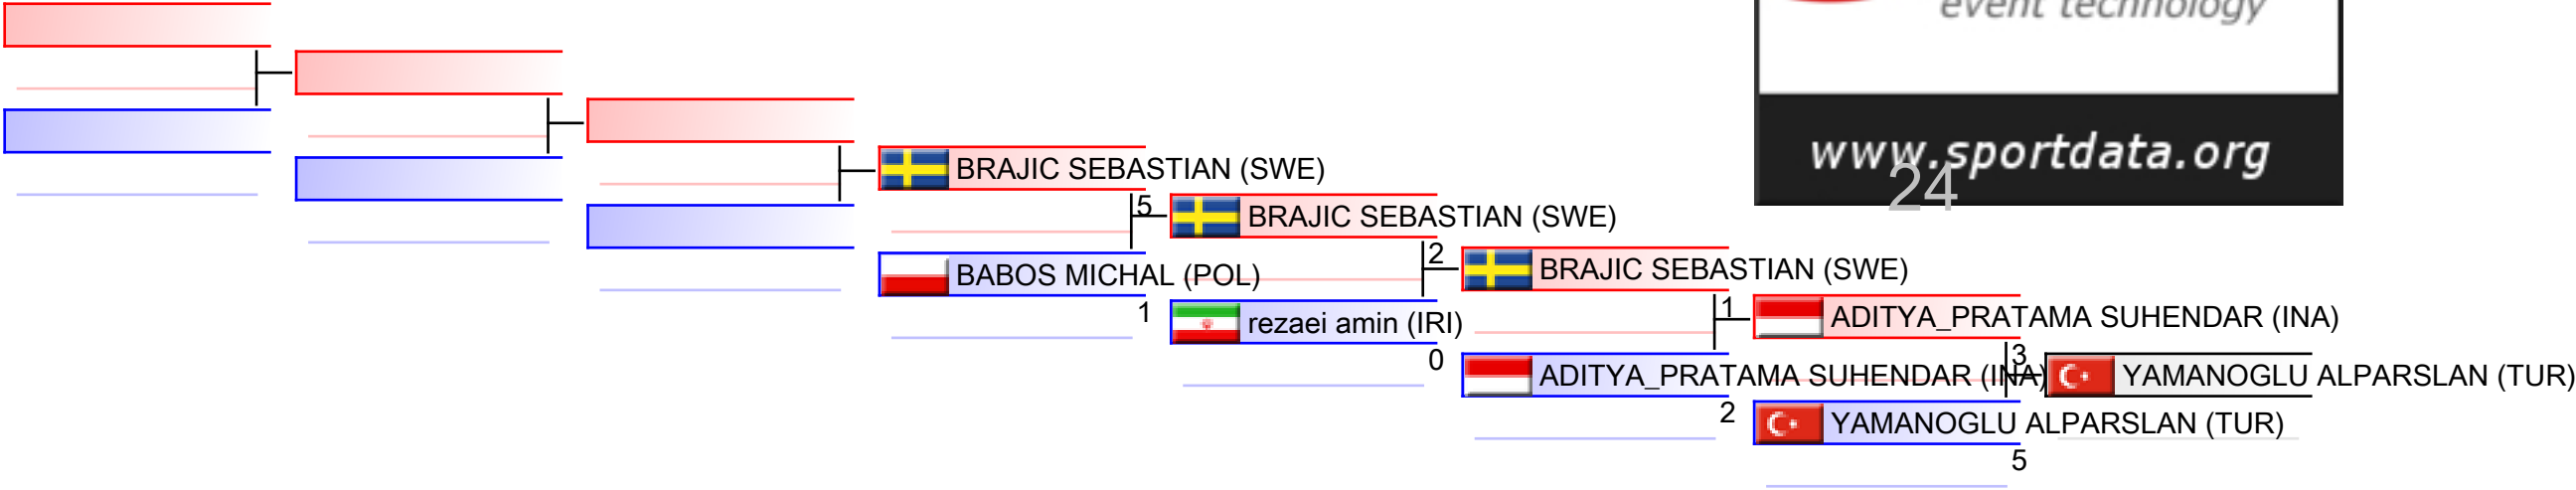 event technology
www.sportdata.org
24
BRAJIC SEBASTIAN (SWE)
5
BRAJIC SEBASTIAN (SWE)
2
BABOS MICHAL (POL)
1
BRAJIC SEBASTIAN (SWE)
1
rezaei amin (IRI)
0
ADITYA_PRATAMA SUHENDAR (INA)
3
ADITYA_PRATAMA SUHENDAR (INA)
2
YAMANOGLU ALPARSLAN (TUR)
YAMANOGLU ALPARSLAN (TUR)
5